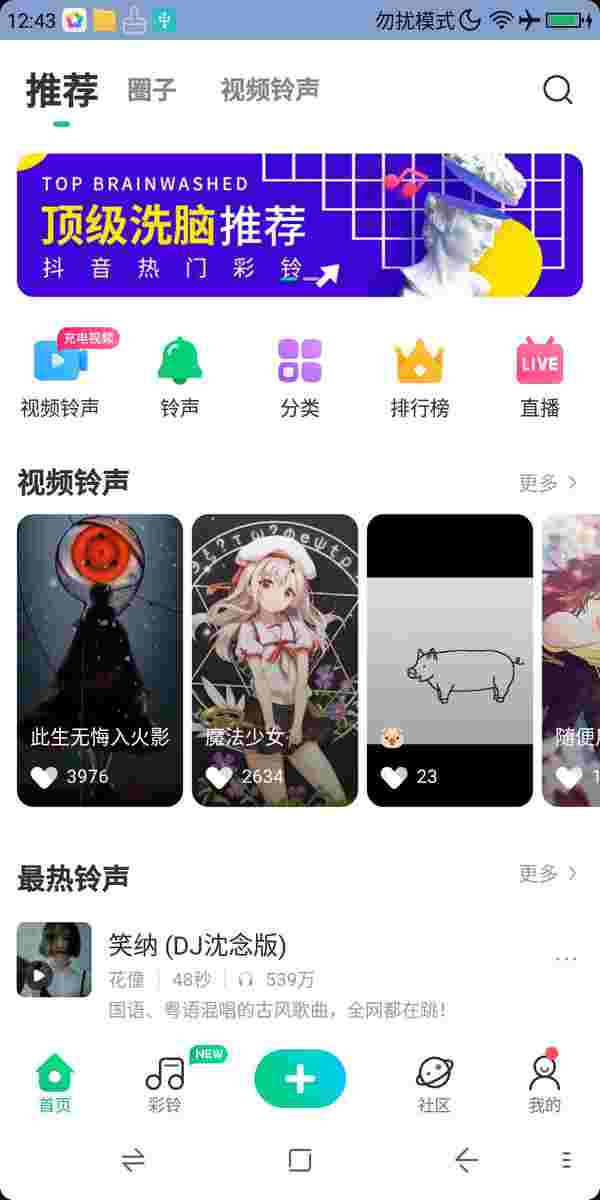 12:43 勿扰模式
推荐 圈子 视频铃声
TOP BRAINWASHED
顶级洗脑推荐
抖音热门彩铃
充电视频
LIVE
视频铃声 铃声 分类 排行榜 直播
视频铃声 更多
此生无悔入火影 魔法少女 随便
3976 2634 23 1
最热铃声 更多
笑纳 (DJ沈念版)
花僮 48秒 539万
国语、粤语混唱的古风歌曲，全网都在跳!
NEW
首页 彩铃 社区 我的